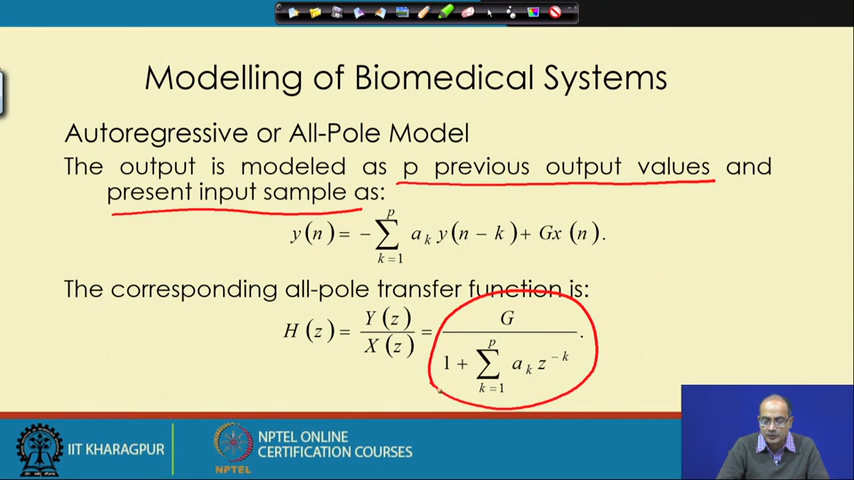 Modelling of Biomedical Systems
Autoregressive or All-Pole Model
The output is modeled as p previous output values and
present input sample as:
y(n) = − ∑_{k=1}^{p} a_k y(n − k) + Gx(n).
The corresponding all-pole transfer function is:
H(z) = Y(z) / X(z) = G / (1 + ∑_{k=1}^{p} a_k z^{−k}).
IIT KHARAGPUR
NPTEL
NPTEL ONLINE
CERTIFICATION COURSES